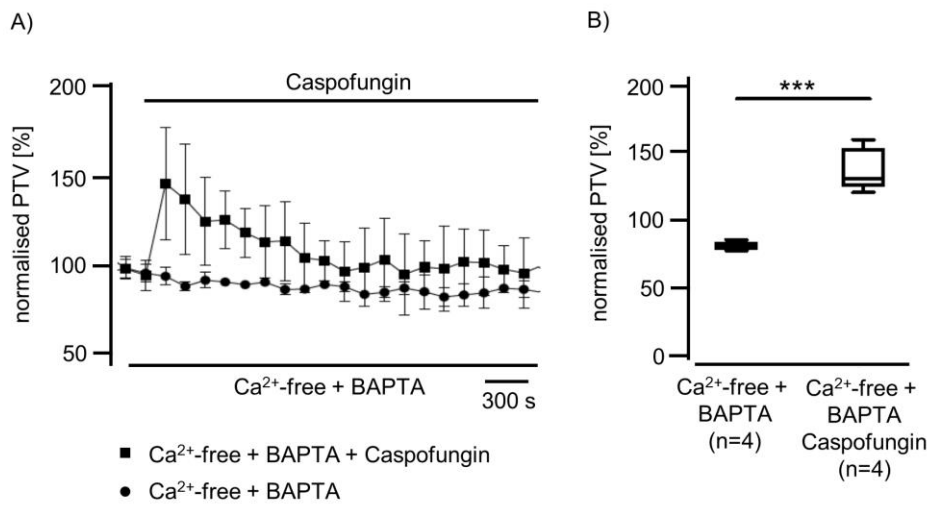 A)
B)
Caspofungin
normalised PTV [%]
200
150
100
50
Ca²⁺-free + BAPTA
300 s
■ Ca²⁺-free + BAPTA + Caspofungin
● Ca²⁺-free + BAPTA
normalised PTV [%]
200
150
100
50
0
***
Ca²⁺-free +
BAPTA
(n=4)
Ca²⁺-free +
BAPTA
Caspofungin
(n=4)